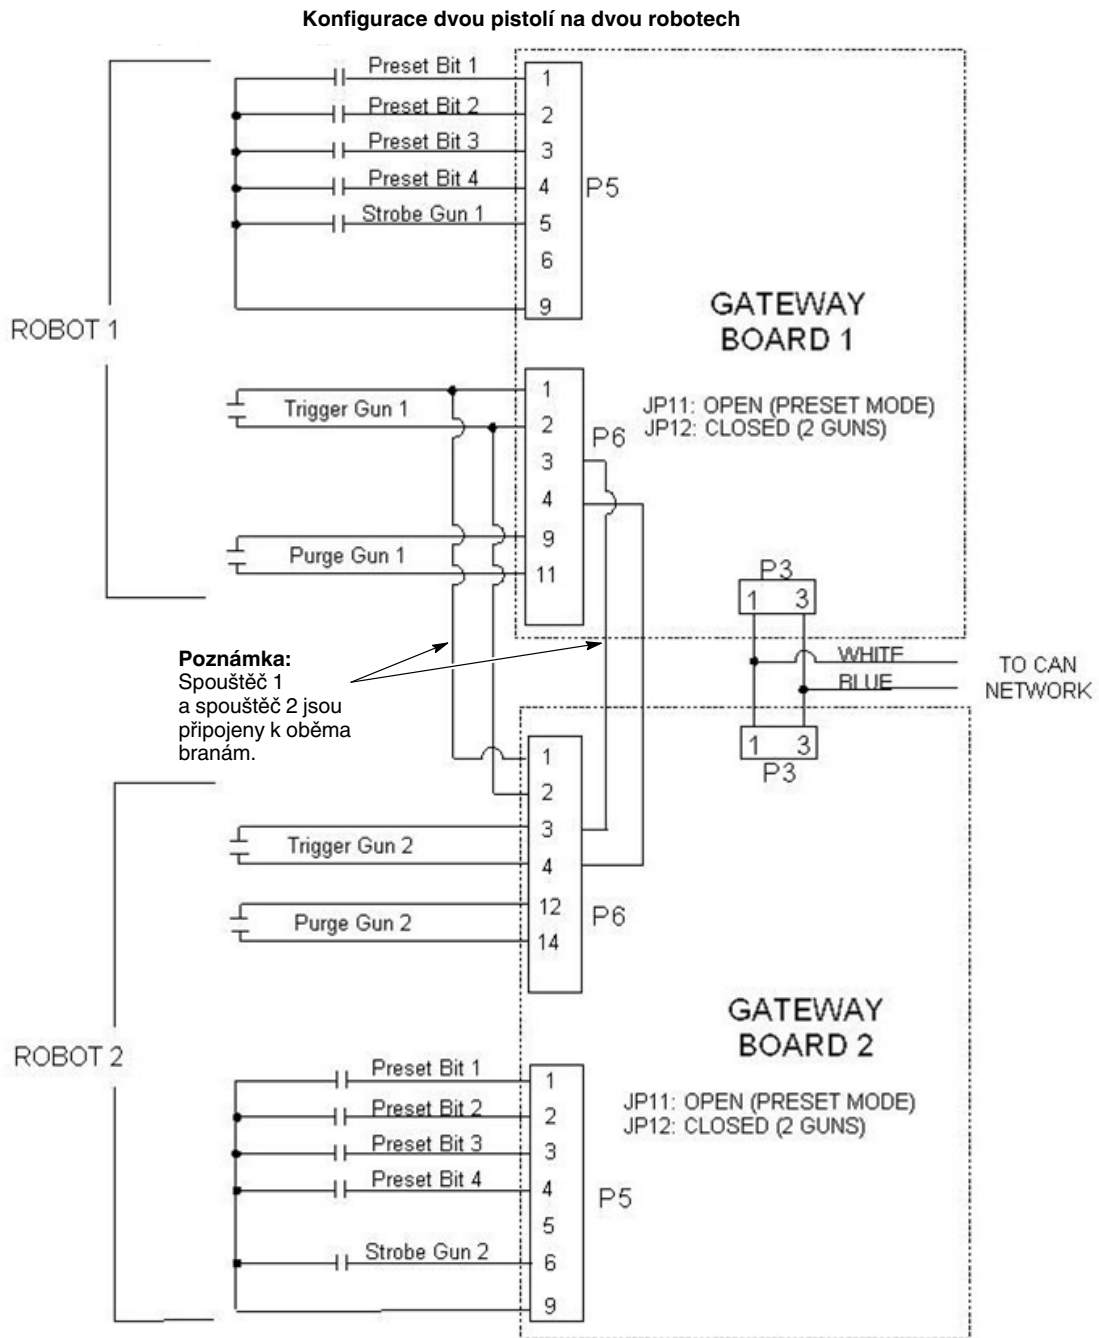 Konfigurace dvou pistolí na dvou robotech
Preset Bit 1
1
Preset Bit 2
2
Preset Bit 3
3
Preset Bit 4
4
P5
Strobe Gun 1
5
6
9
ROBOT 1
GATEWAY
BOARD 1
JP11: OPEN (PRESET MODE)
JP12: CLOSED (2 GUNS)
1
Trigger Gun 1
2
P6
3
4
9
Purge Gun 1
11
P3
1 3
WHITE
BLUE
TO CAN
NETWORK
1 3
P3
Poznámka:
Spouštěč 1
a spouštěč 2 jsou
připojeny k oběma
branám.
1
2
3
Trigger Gun 2
4
12
P6
Purge Gun 2
14
ROBOT 2
GATEWAY
BOARD 2
JP11: OPEN (PRESET MODE)
JP12: CLOSED (2 GUNS)
Preset Bit 1
1
Preset Bit 2
2
Preset Bit 3
3
Preset Bit 4
4
P5
5
Strobe Gun 2
6
9